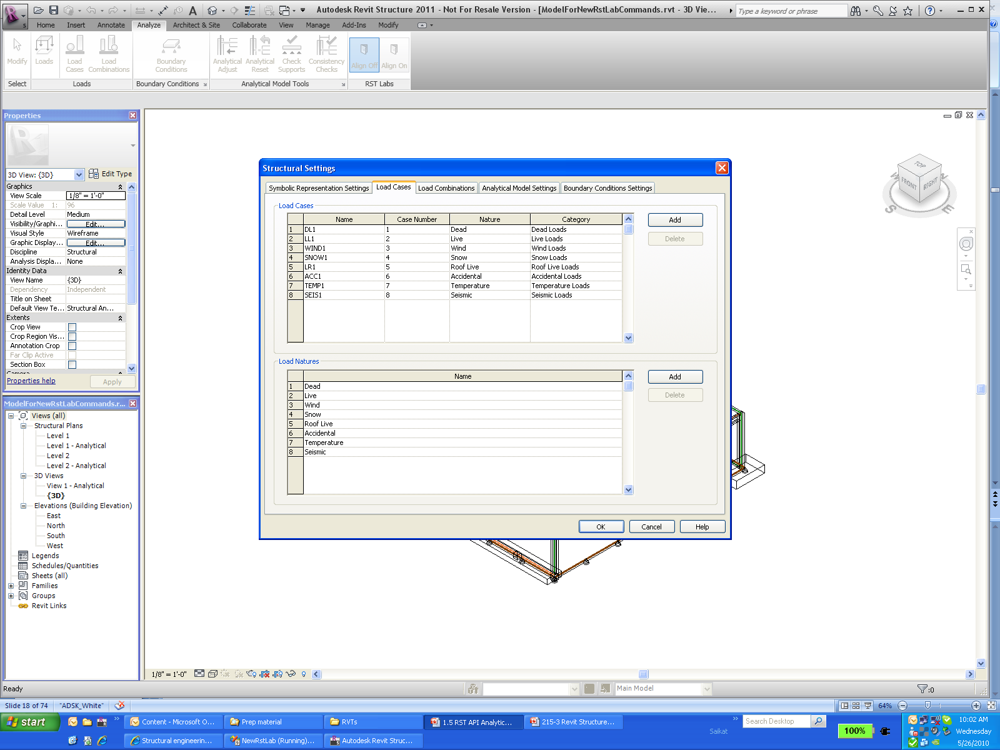 Autodesk Revit Structure 2011 - Not For Resale Version - [ModelForNewRstLabCommands.rvt - 3D Vie...
Type a keyword or phrase
Home Insert Annotate Analyze Architect & Site Collaborate View Manage Add-Ins Modify
Modify Loads Load Cases Load Combinations Boundary Conditions Analytical Adjust Analytical Reset Check Supports Consistency Checks Align Off Align On
Select Loads Boundary Conditions Analytical Model Tools RST Labs
Properties
3D View: {3D} Edit Type
Graphics
View Scale 1/8" = 1'-0"
Scale Value 1: 96
Detail Level Medium
Visibility/Graphi... Edit...
Visual Style Wireframe
Graphic Display... Edit...
Discipline Structural
Analysis Displa... None
Identity Data
View Name {3D}
Dependency Independent
Title on Sheet
Default View Te... Structural An...
Extents
Crop View
Crop Region Vis...
Annotation Crop
Far Clip Active
Section Box
Camera
Properties help Apply
ModelForNewRstLabCommands.r...
Views (all)
Structural Plans
Level 1
Level 1 - Analytical
Level 2
Level 2 - Analytical
3D Views
View 1 - Analytical
{3D}
Elevations (Building Elevation)
East
North
South
West
Legends
Schedules/Quantities
Sheets (all)
Families
Groups
Revit Links
TOP
FRONT RIGHT
S E
Structural Settings
Symbolic Representation Settings Load Cases Load Combinations Analytical Model Settings Boundary Conditions Settings
Load Cases
Name Case Number Nature Category
1 DL1 1 Dead Dead Loads
2 LL1 2 Live Live Loads
3 WIND1 3 Wind Wind Loads
4 SNOW1 4 Snow Snow Loads
5 LR1 5 Roof Live Roof Live Loads
6 ACC1 6 Accidental Accidental Loads
7 TEMP1 7 Temperature Temperature Loads
8 SEIS1 8 Seismic Seismic Loads
Add
Delete
Load Natures
Name
1 Dead
2 Live
3 Wind
4 Snow
5 Roof Live
6 Accidental
7 Temperature
8 Seismic
Add
Delete
OK Cancel Help
1/8" = 1'-0"
Ready Main Model :0
Slide 18 of 74 "ADSK_White" 64%
start Content - Microsoft O... Prep material RVTs 1.5 RST API Analytic... 215-3 Revit Structure... Search Desktop 10:02 AM
Saikat 100% Wednesday
Structural engineerin... NewRstLab (Running)... Autodesk Revit Struc... 5/26/2010